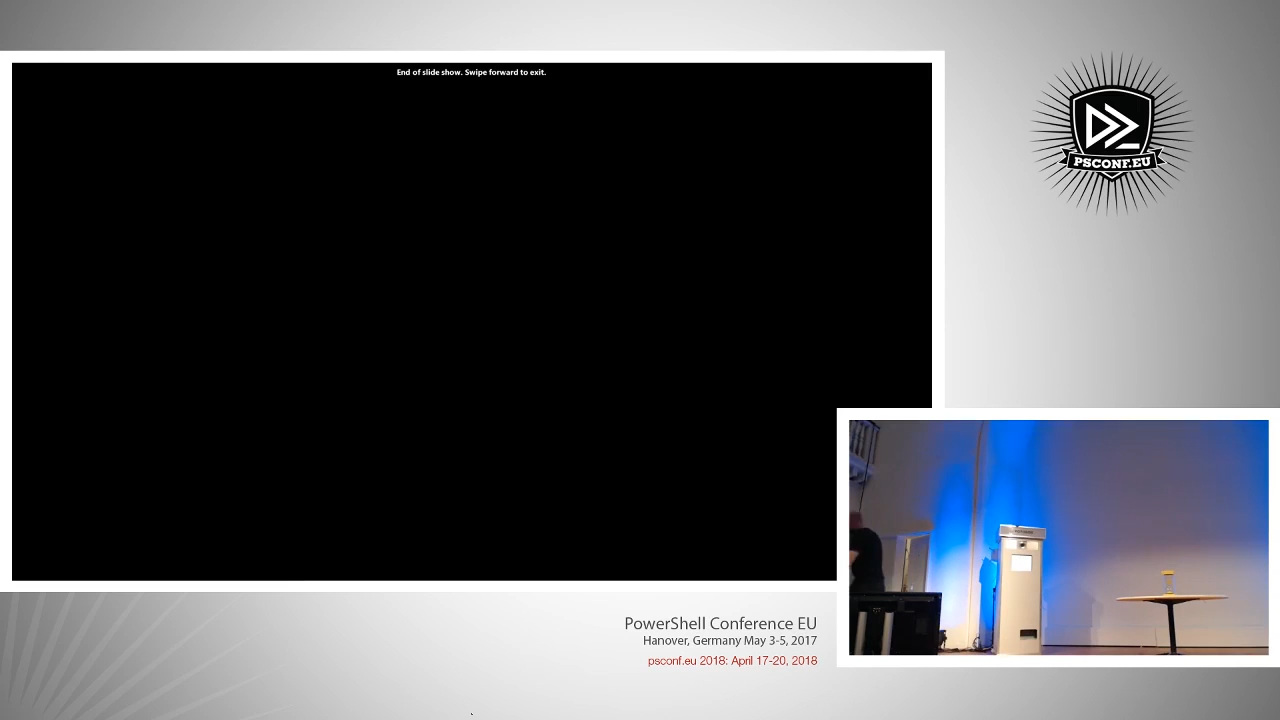 End of slide show. Swipe forward to exit.
PSCONF.EU
PowerShell Conference EU
Hanover, Germany May 3-5, 2017
psconf.eu 2018: April 17-20, 2018